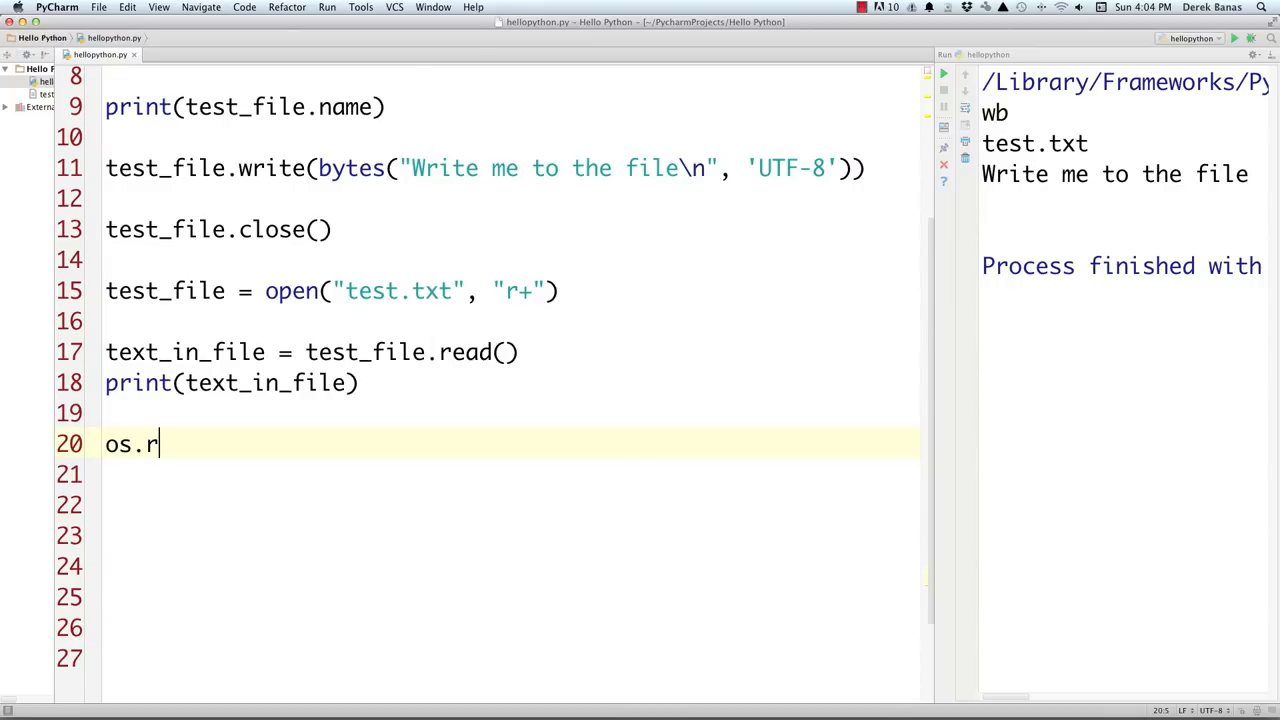 PyCharm File Edit View Navigate Code Refactor Run Tools VCS Window Help 10 Sun 4:04 PM Derek Banas
hellopython.py – Hello Python – [~/PycharmProjects/Hello Python]
Hello Python hellopython.py hellopython
hellopython.py Run hellopython
Hello P
hell
test
Externa
8
9 print(test_file.name)
10
11 test_file.write(bytes("Write me to the file\n", 'UTF-8'))
12
13 test_file.close()
14
15 test_file = open("test.txt", "r+")
16
17 text_in_file = test_file.read()
18 print(text_in_file)
19
20 os.r
21
22
23
24
25
26
27
/Library/Frameworks/Py
wb
test.txt
Write me to the file
Process finished with
20:5 LF UTF-8